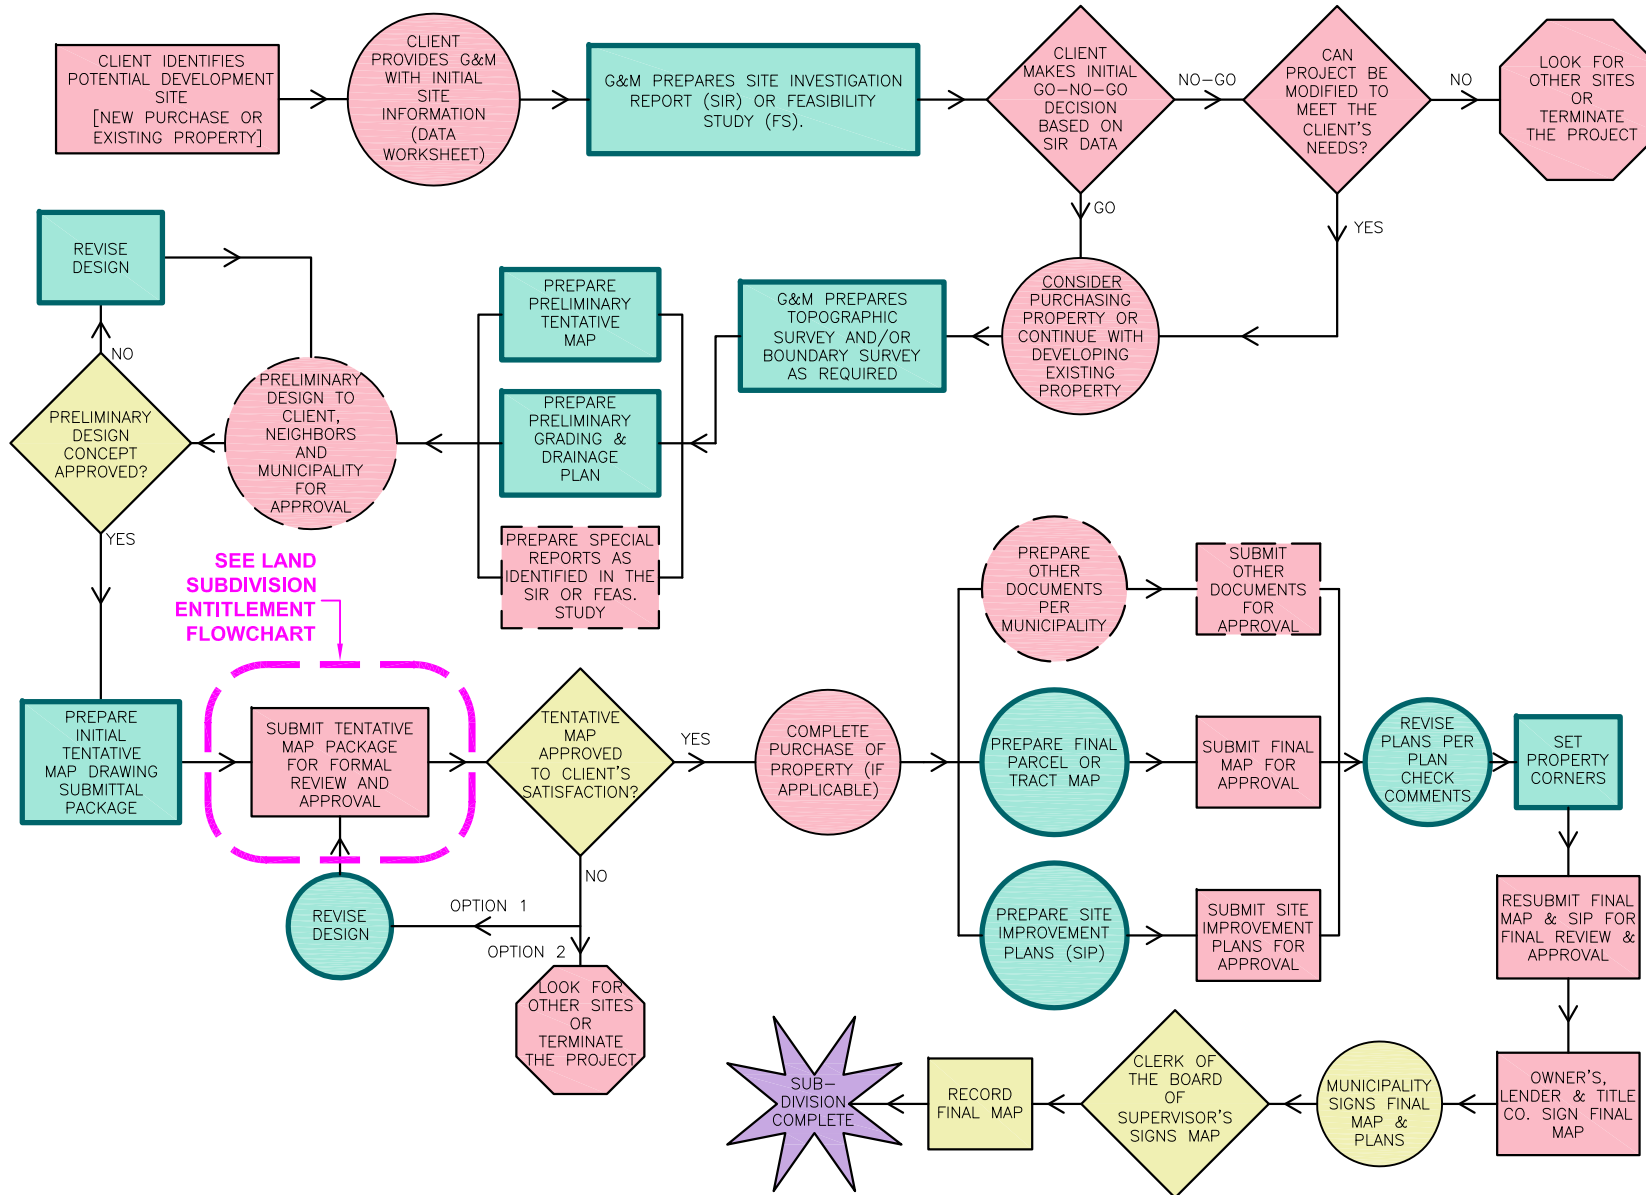 CLIENT IDENTIFIES
POTENTIAL DEVELOPMENT
SITE
[NEW PURCHASE OR
EXISTING PROPERTY]
CLIENT
PROVIDES G&M
WITH INITIAL
SITE
INFORMATION
(DATA
WORKSHEET)
G&M PREPARES SITE INVESTIGATION
REPORT (SIR) OR FEASIBILITY
STUDY (FS).
CLIENT
MAKES INITIAL
GO-NO-GO
DECISION
BASED ON
SIR DATA
NO-GO
GO
CAN
PROJECT BE
MODIFIED TO
MEET THE
CLIENT'S
NEEDS?
NO
YES
LOOK FOR
OTHER SITES
OR
TERMINATE
THE PROJECT
CONSIDER
PURCHASING
PROPERTY OR
CONTINUE WITH
DEVELOPING
EXISTING
PROPERTY
G&M PREPARES
TOPOGRAPHIC
SURVEY AND/OR
BOUNDARY SURVEY
AS REQUIRED
PREPARE
PRELIMINARY
TENTATIVE
MAP
PREPARE
PRELIMINARY
GRADING &
DRAINAGE
PLAN
PREPARE SPECIAL
REPORTS AS
IDENTIFIED IN THE
SIR OR FEAS.
STUDY
PRELIMINARY
DESIGN TO
CLIENT,
NEIGHBORS
AND
MUNICIPALITY
FOR
APPROVAL
REVISE
DESIGN
NO
PRELIMINARY
DESIGN
CONCEPT
APPROVED?
YES
SEE LAND
SUBDIVISION
ENTITLEMENT
FLOWCHART
PREPARE
INITIAL
TENTATIVE
MAP DRAWING
SUBMITTAL
PACKAGE
SUBMIT TENTATIVE
MAP PACKAGE
FOR FORMAL
REVIEW AND
APPROVAL
TENTATIVE
MAP
APPROVED
TO CLIENT'S
SATISFACTION?
YES
NO
OPTION 1
REVISE
DESIGN
OPTION 2
LOOK FOR
OTHER SITES
OR
TERMINATE
THE PROJECT
COMPLETE
PURCHASE OF
PROPERTY (IF
APPLICABLE)
PREPARE
OTHER
DOCUMENTS
PER
MUNICIPALITY
SUBMIT
OTHER
DOCUMENTS
FOR
APPROVAL
PREPARE FINAL
PARCEL OR
TRACT MAP
SUBMIT FINAL
MAP FOR
APPROVAL
PREPARE SITE
IMPROVEMENT
PLANS (SIP)
SUBMIT SITE
IMPROVEMENT
PLANS FOR
APPROVAL
REVISE
PLANS PER
PLAN
CHECK
COMMENTS
SET
PROPERTY
CORNERS
RESUBMIT FINAL
MAP & SIP FOR
FINAL REVIEW &
APPROVAL
OWNER'S,
LENDER & TITLE
CO. SIGN FINAL
MAP
MUNICIPALITY
SIGNS FINAL
MAP &
PLANS
CLERK OF
THE BOARD
OF
SUPERVISOR'S
SIGNS MAP
RECORD
FINAL MAP
SUB-
DIVISION
COMPLETE